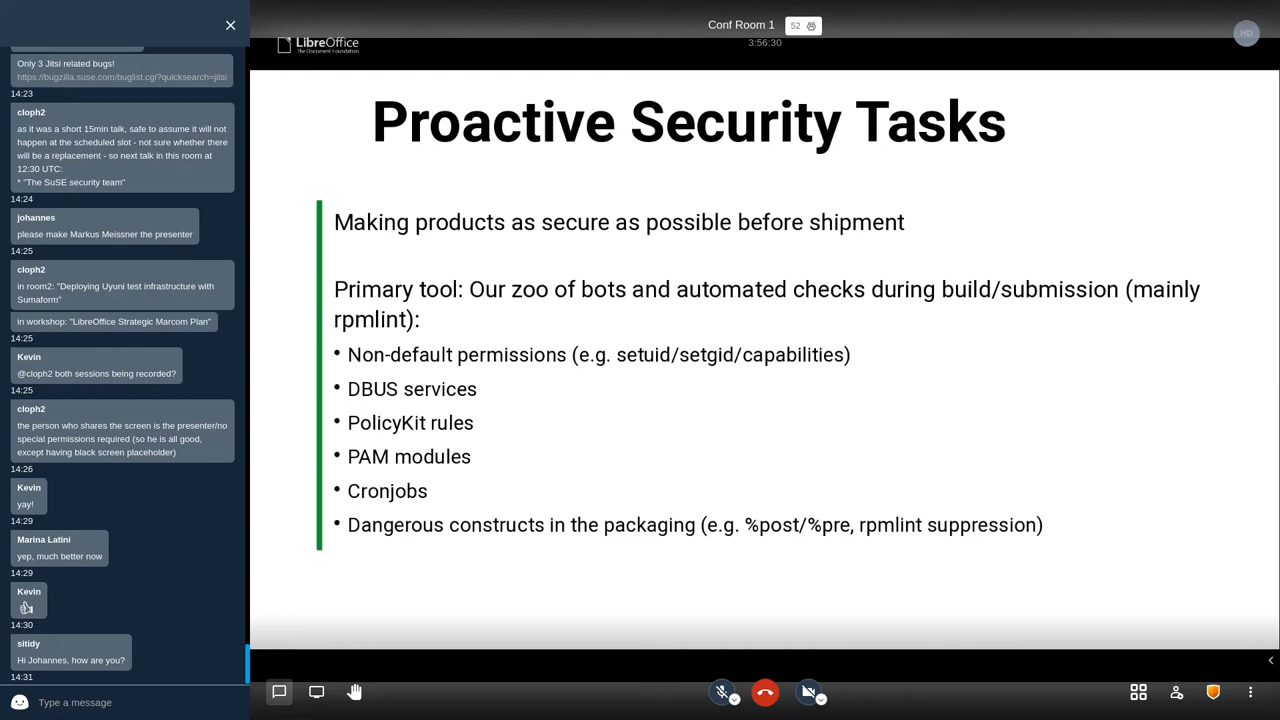 Only 3 Jitsi related bugs!
https://bugzilla.suse.com/buglist.cgi?quicksearch=jitsi
14:23
cloph2
as it was a short 15min talk, safe to assume it will not
happen at the scheduled slot - not sure whether there
will be a replacement - so next talk in this room at
12:30 UTC:
* "The SuSE security team"
14:24
johannes
please make Markus Meissner the presenter
14:25
cloph2
in room2: "Deploying Uyuni test infrastructure with
Sumaform"
in workshop: "LibreOffice Strategic Marcom Plan"
14:25
Kevin
@cloph2 both sessions being recorded?
14:25
cloph2
the person who shares the screen is the presenter/no
special permissions required (so he is all good,
except having black screen placeholder)
14:26
Kevin
yay!
14:29
Marina Latini
yep, much better now
14:29
Kevin
14:30
sitidy
Hi Johannes, how are you?
14:31
Type a message
Conf Room 1
52
3:56:30
HD
LibreOffice
The Document Foundation
Proactive Security Tasks
Making products as secure as possible before shipment
Primary tool: Our zoo of bots and automated checks during build/submission (mainly
rpmlint):
• Non-default permissions (e.g. setuid/setgid/capabilities)
• DBUS services
• PolicyKit rules
• PAM modules
• Cronjobs
• Dangerous constructs in the packaging (e.g. %post/%pre, rpmlint suppression)